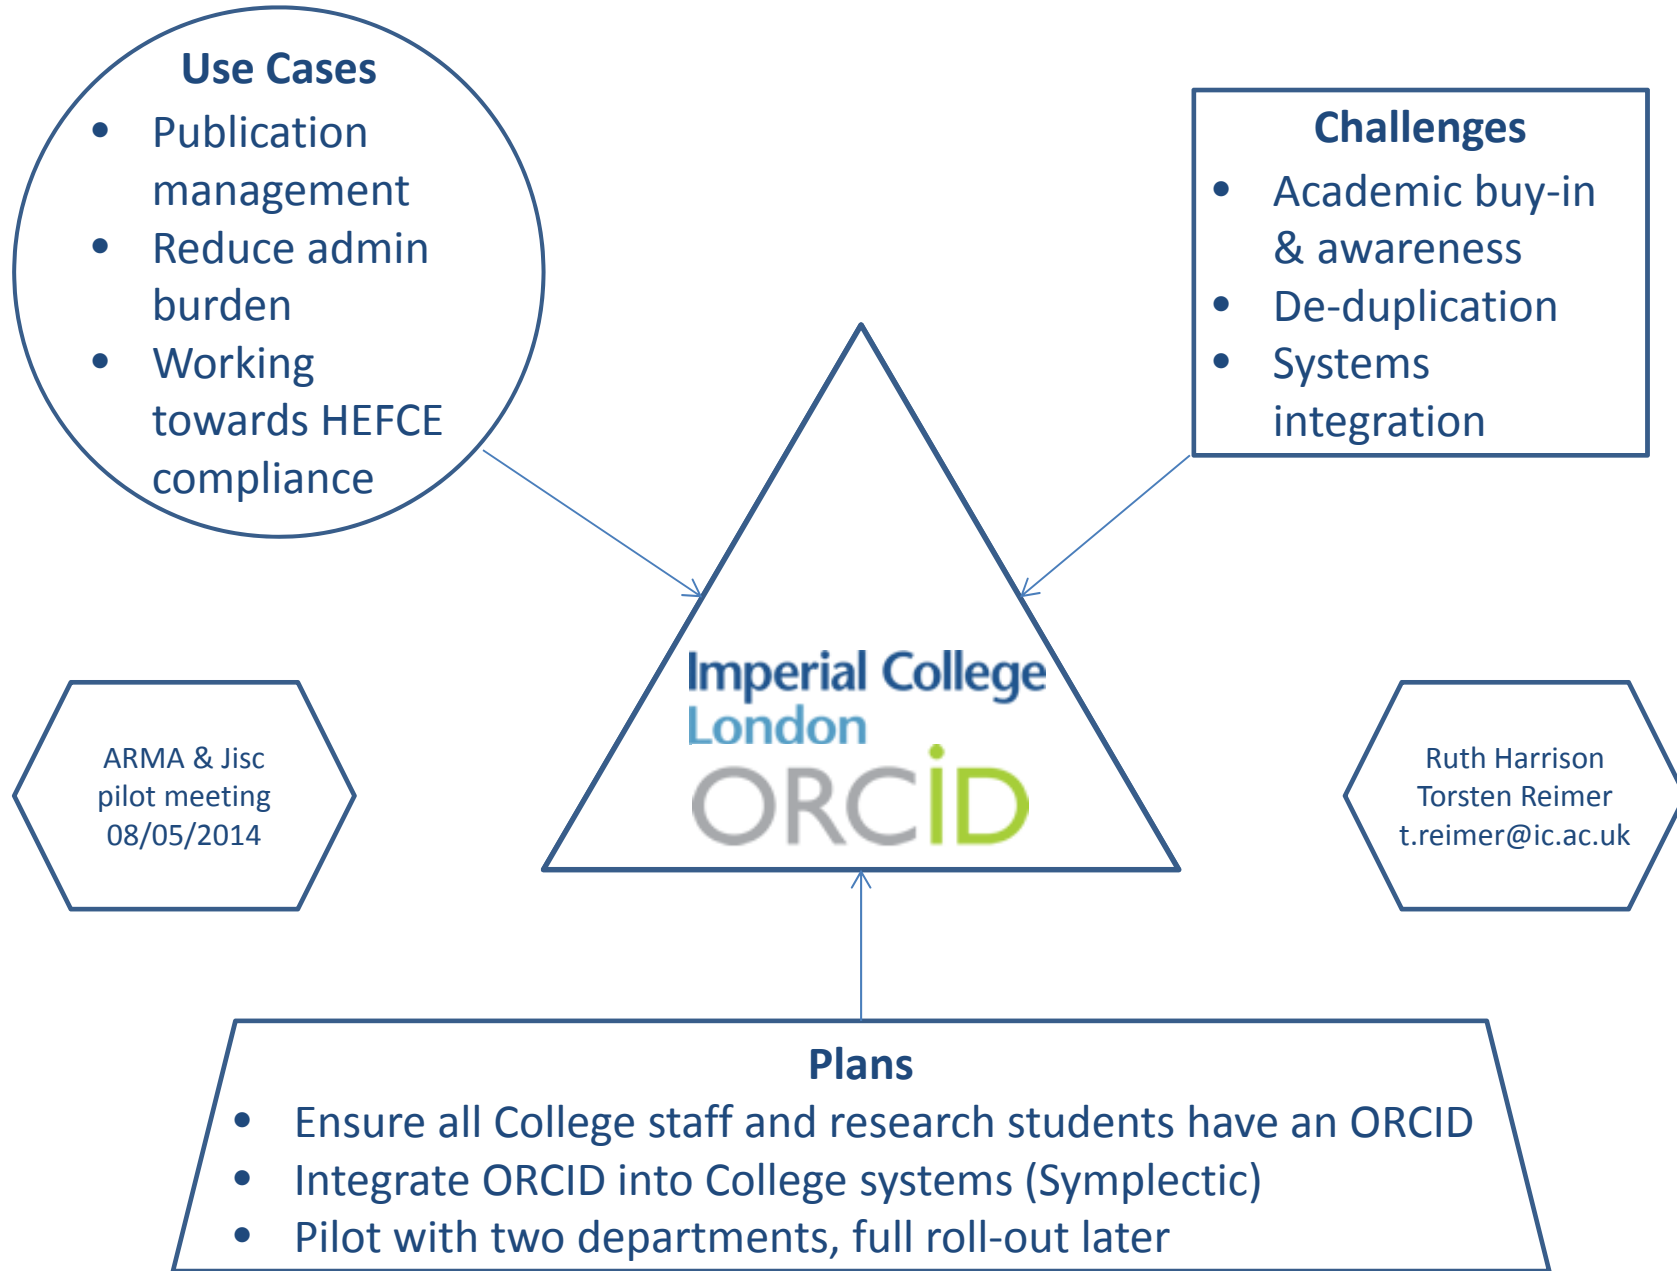 Use Cases
• Publication
management
• Reduce admin
burden
• Working
towards HEFCE
compliance
Challenges
• Academic buy-in
& awareness
• De-duplication
• Systems
integration
Imperial College
London
ORCiD
ARMA & Jisc
pilot meeting
08/05/2014
Ruth Harrison
Torsten Reimer
t.reimer@ic.ac.uk
Plans
• Ensure all College staff and research students have an ORCID
• Integrate ORCID into College systems (Symplectic)
• Pilot with two departments, full roll-out later